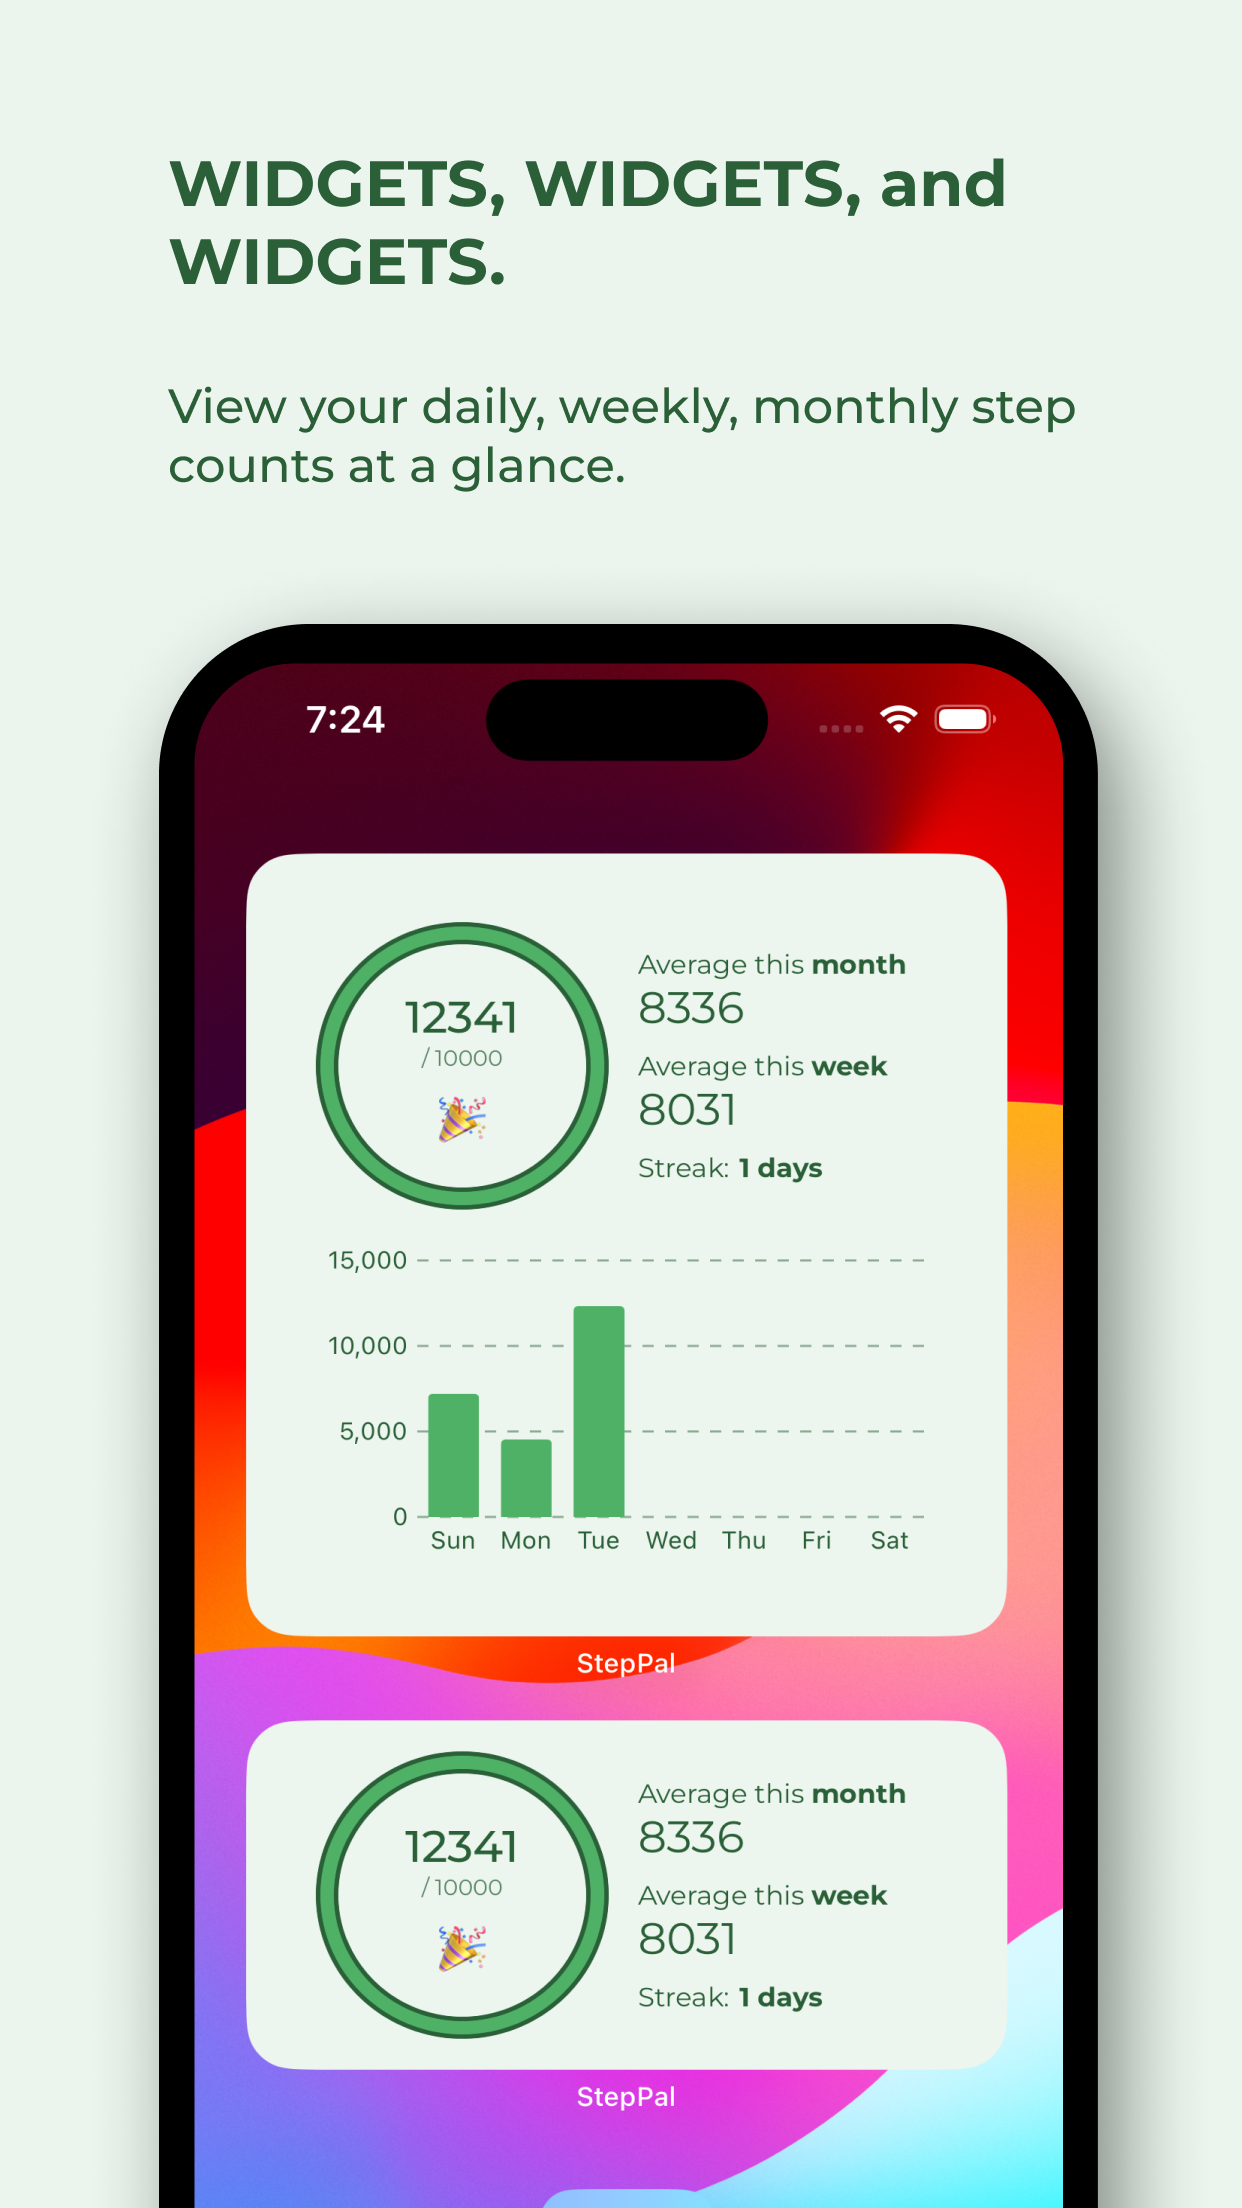 WIDGETS, WIDGETS, and
WIDGETS.
View your daily, weekly, monthly step
counts at a glance.
7:24
12341
/ 10000
Average this month
8336
Average this week
8031
Streak: 1 days
15,000
10,000
5,000
0
Sun Mon Tue Wed Thu Fri Sat
StepPal
12341
/ 10000
Average this month
8336
Average this week
8031
Streak: 1 days
StepPal